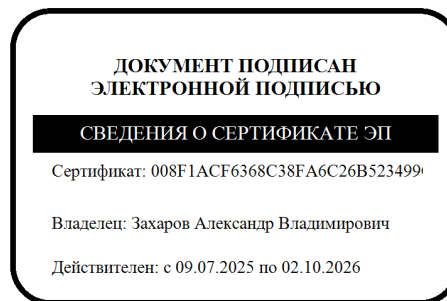 ДОКУМЕНТ ПОДПИСАН
ЭЛЕКТРОННОЙ ПОДПИСЬЮ
СВЕДЕНИЯ О СЕРТИФИКАТЕ ЭП
Сертификат: 008F1ACF6368C38FA6C26B523499
Владелец: Захаров Александр Владимирович
Действителен: с 09.07.2025 по 02.10.2026